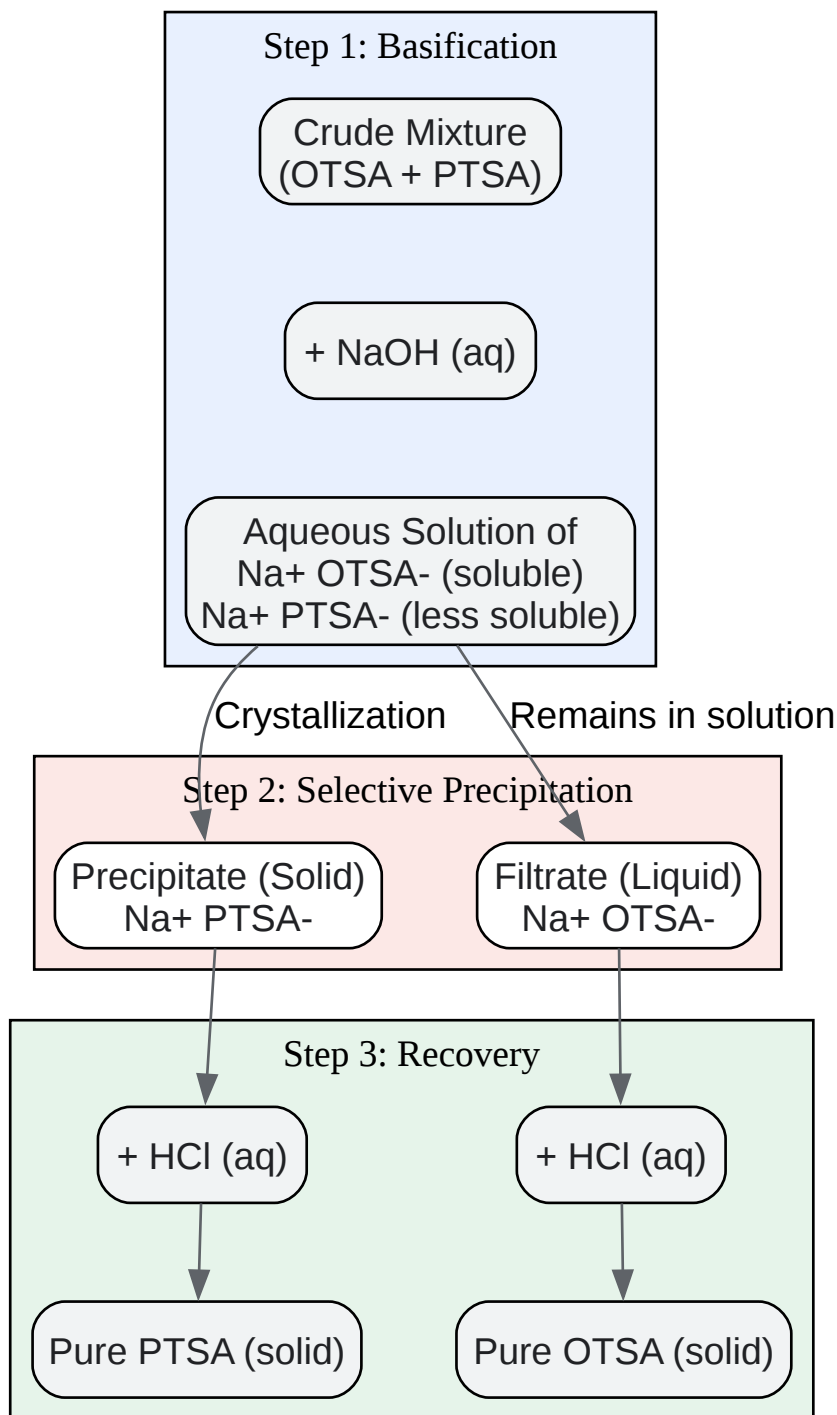 Step 1: Basification
Crude Mixture
(OTSA + PTSA)
+ NaOH (aq)
Aqueous Solution of
Na+ OTSA- (soluble)
Na+ PTSA- (less soluble)
Crystallization
Remains in solution
Step 2: Selective Precipitation
Precipitate (Solid)
Na+ PTSA-
Filtrate (Liquid)
Na+ OTSA-
Step 3: Recovery
+ HCl (aq)
+ HCl (aq)
Pure PTSA (solid)
Pure OTSA (solid)